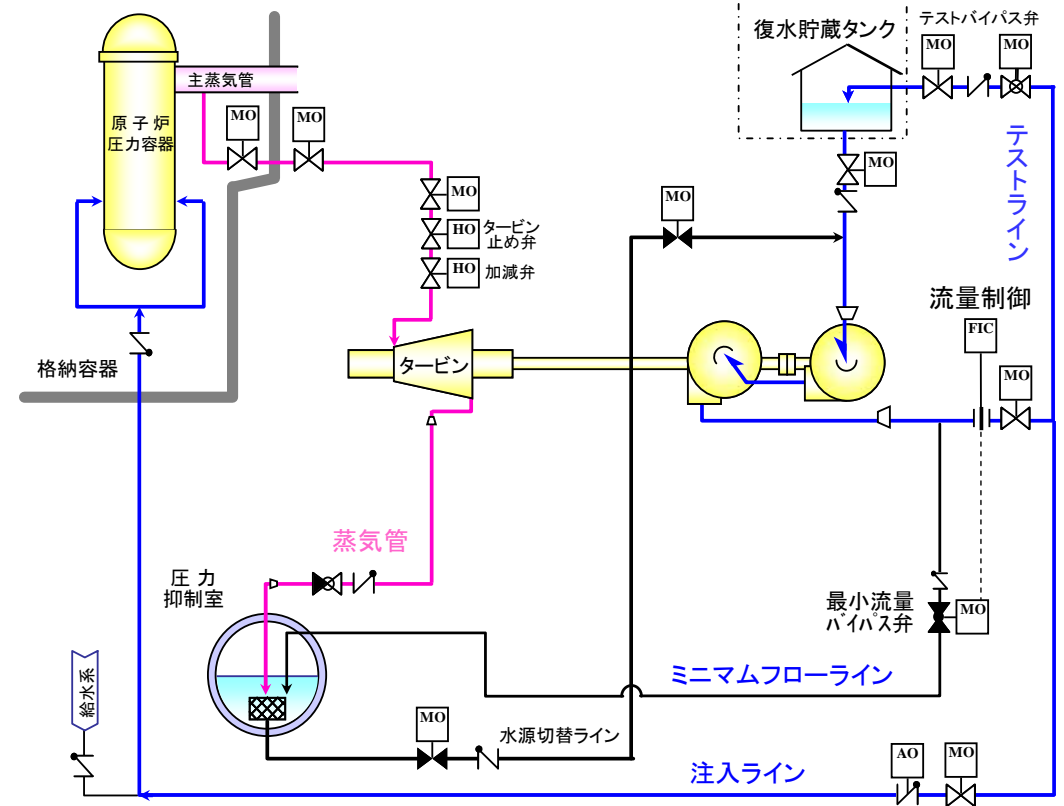 テストバイパス弁
復水貯蔵タンク
MO
MO
主蒸気管
原子炉
圧力容器
MO
MO
MO
MO
MO
テストライン
HO
タービン
止め弁
HO
加減弁
流量制御
FIC
格納容器
タービン
MO
蒸気管
圧力
抑制室
最小流量
バイパス弁
MO
ミニマムフローライン
給水系
MO
水源切替ライン
注入ライン
AO
MO